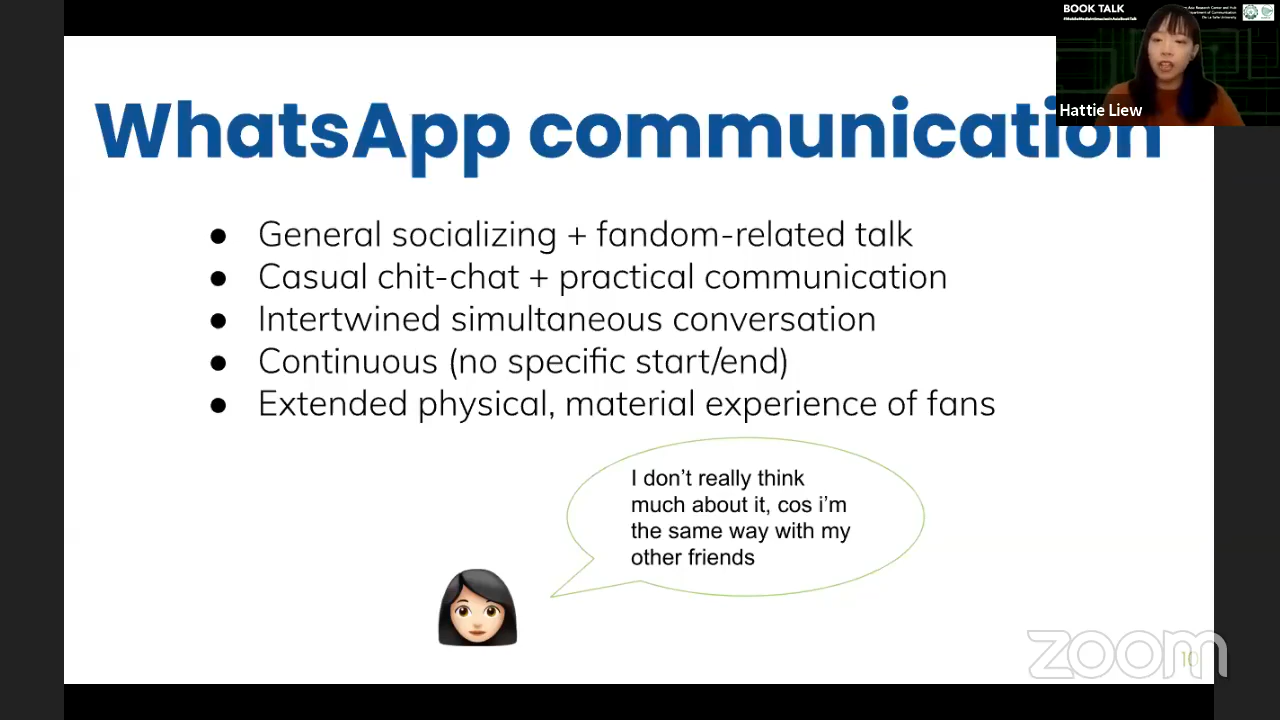 BOOK TALK
Hattie Liew
WhatsApp communication
● General socializing + fandom-related talk
● Casual chit-chat + practical communication
● Intertwined simultaneous conversation
● Continuous (no specific start/end)
● Extended physical, material experience of fans
I don't really think
much about it, cos i'm
the same way with my
other friends
zoom
10